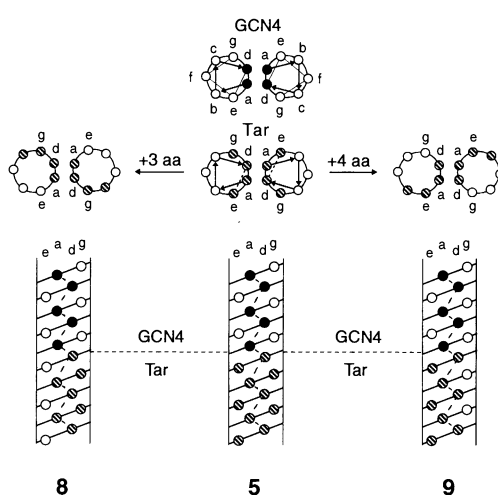 GCN4
g e
c d a b
f f
b e a d g c
Tar
g d a e g d a e g d a e
+3 aa +4 aa
e a d g e a d g e a d g
e a d g e a d g e a d g
GCN4 GCN4
Tar Tar
8 5 9